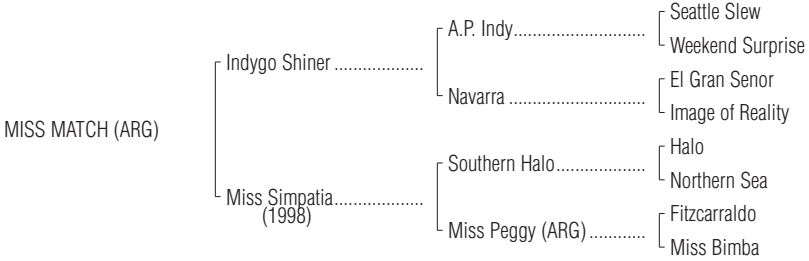 Seattle Slew
A.P. Indy..............................
Weekend Surprise
Indygo Shiner ...................
El Gran Senor
Navarra ...............................
Image of Reality
MISS MATCH (ARG)
Halo
Southern Halo....................
Northern Sea
Miss Simpatia...................
(1998)
Fitzcarraldo
Miss Peggy (ARG) ............
Miss Bimba